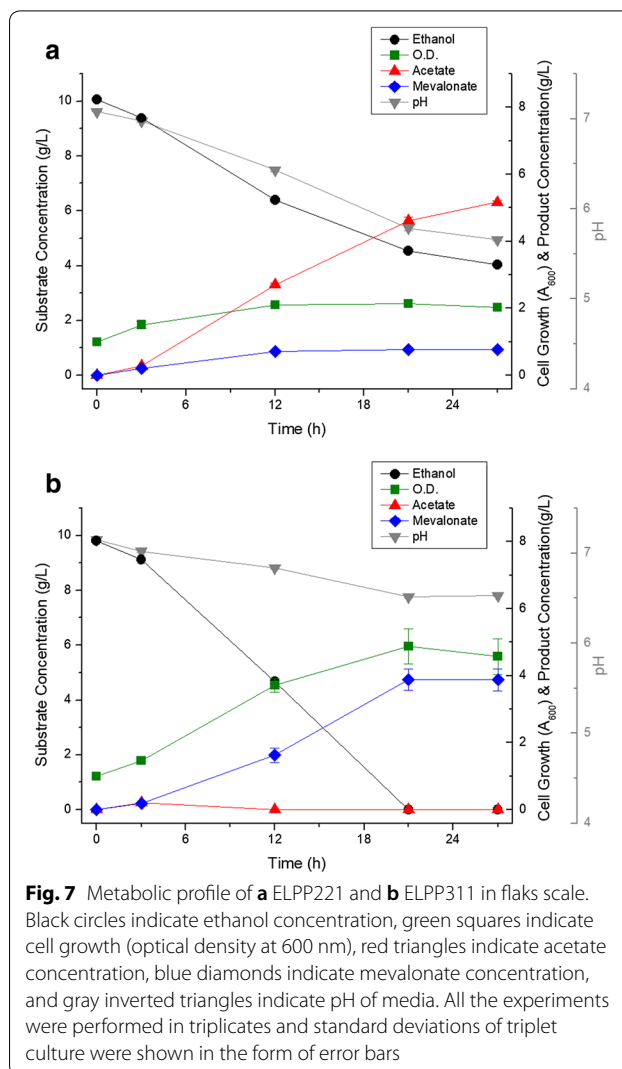 a
Ethanol
O.D.
Acetate
Mevalonate
pH
Substrate Concentration (g/L)
10
8
6
4
2
0
0 6 12 18 24
Time (h)
8
6
4
2
0
Cell Growth (A600) & Product Concentration(g/L)
7
6
5
4
pH
b
Ethanol
O.D.
Acetate
Mevalonate
pH
Substrate Concentration (g/L)
10
8
6
4
2
0
0 6 12 18 24
Time (h)
8
6
4
2
0
Cell Growth (A600) & Product Concentration(g/L)
7
6
5
4
pH
Fig. 7 Metabolic profile of a ELPP221 and b ELPP311 in flaks scale.
Black circles indicate ethanol concentration, green squares indicate
cell growth (optical density at 600 nm), red triangles indicate acetate
concentration, blue diamonds indicate mevalonate concentration,
and gray inverted triangles indicate pH of media. All the experiments
were performed in triplicates and standard deviations of triplet
culture were shown in the form of error bars